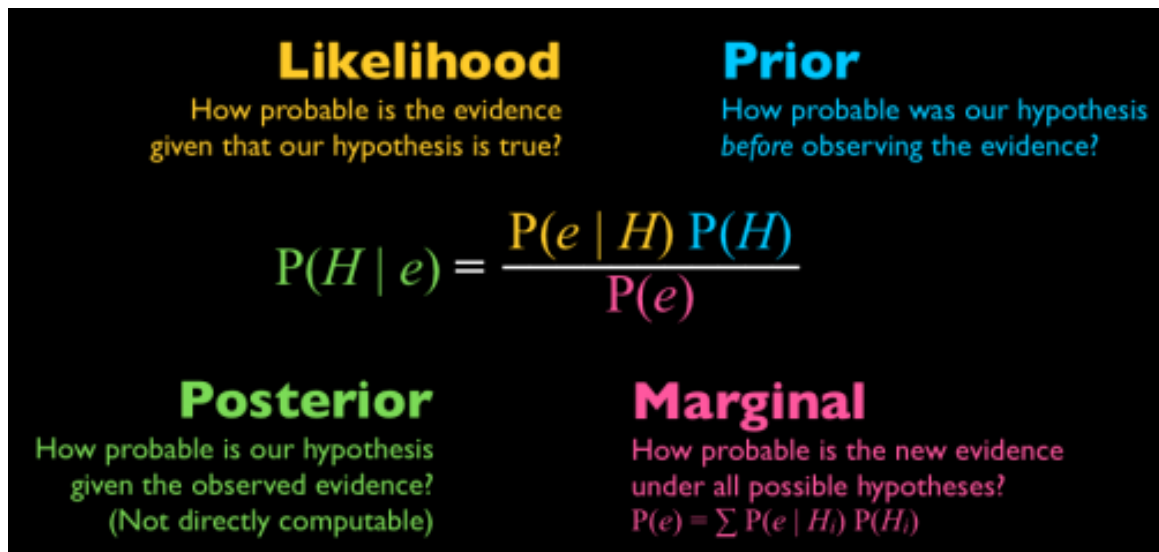 Likelihood
How probable is the evidence
given that our hypothesis is true?
Prior
How probable was our hypothesis
before observing the evidence?
P(H | e) = P(e | H) P(H)
P(e)
Posterior
How probable is our hypothesis
given the observed evidence?
(Not directly computable)
Marginal
How probable is the new evidence
under all possible hypotheses?
P(e) = ∑ P(e | Hᵢ) P(Hᵢ)